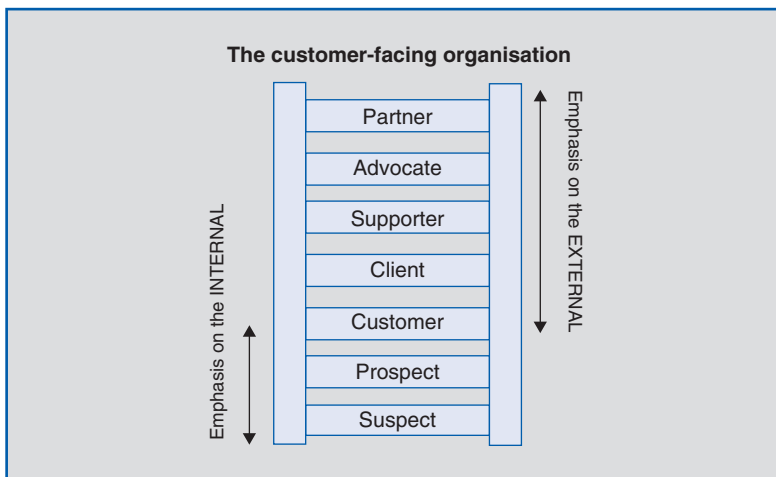 The customer-facing organisation
Partner
Advocate
Supporter
Client
Customer
Prospect
Suspect
Emphasis on the INTERNAL
Emphasis on the EXTERNAL